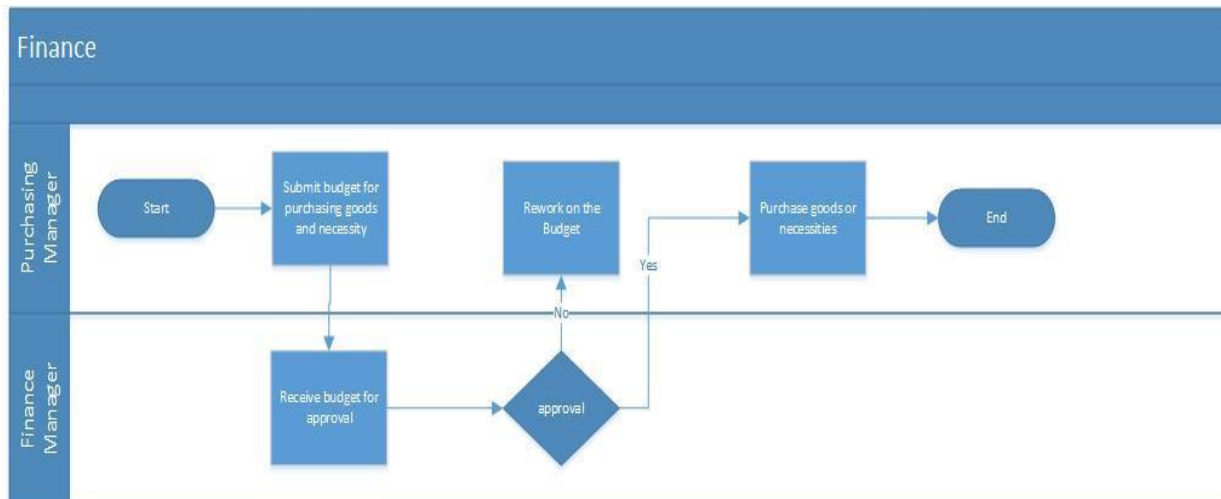 Finance
Purchasing
Manager
Start
Submit budget for
purchasing goods
and necessity
Rework on the
Budget
Purchase goods or
necessities
End
Yes
No
Finance
Manager
Receive budget for
approval
approval